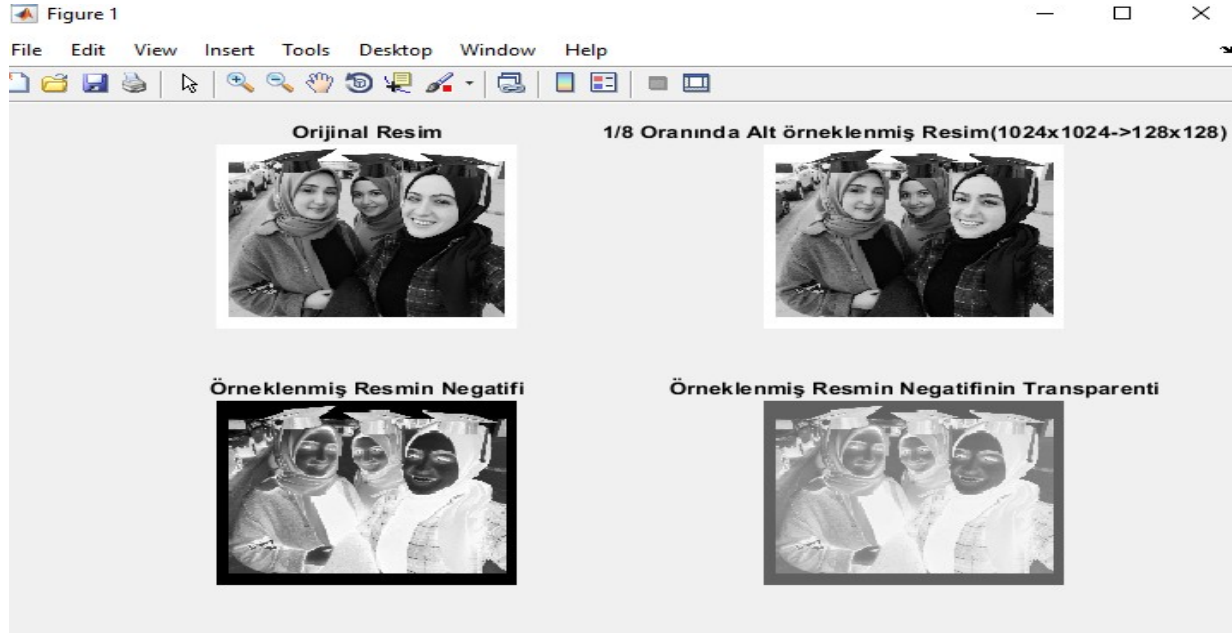 Figure 1
File Edit View Insert Tools Desktop Window Help
Orijinal Resim
1/8 Oranında Alt örneklenmiş Resim(1024x1024->128x128)
Örneklenmiş Resmin Negatifi
Örneklenmiş Resmin Negatifinin Transparenti